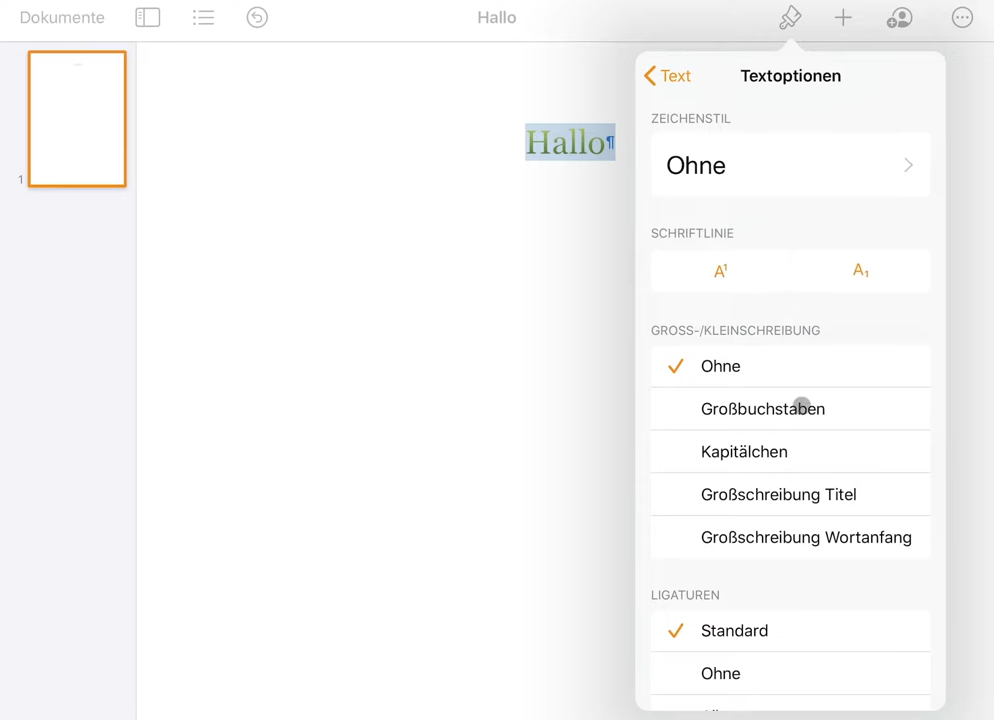 Dokumente
Hallo
1
Hallo¶
Text
Textoptionen
ZEICHENSTIL
Ohne
SCHRIFTLINIE
A¹ A₁
GROSS-/KLEINSCHREIBUNG
Ohne
Großbuchstaben
Kapitälchen
Großschreibung Titel
Großschreibung Wortanfang
LIGATUREN
Standard
Ohne